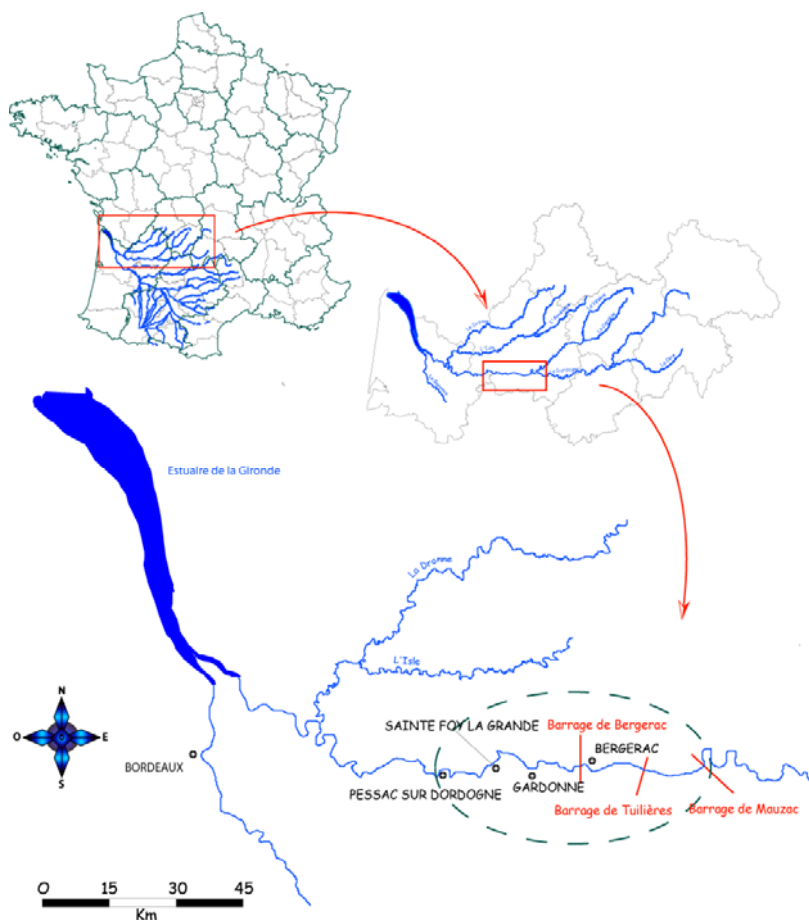 L'Isle
Estuaire de la Gironde
La Dronne
L'Isle
N
O
E
S
SAINTE FOY LA GRANDE
Barrage de Bergerac
BERGERAC
BORDEAUX
PESSAC SUR DORDOGNE
GARDONNE
Barrage de Tuilières
Barrage de Mauzac
0 15 30 45
Km